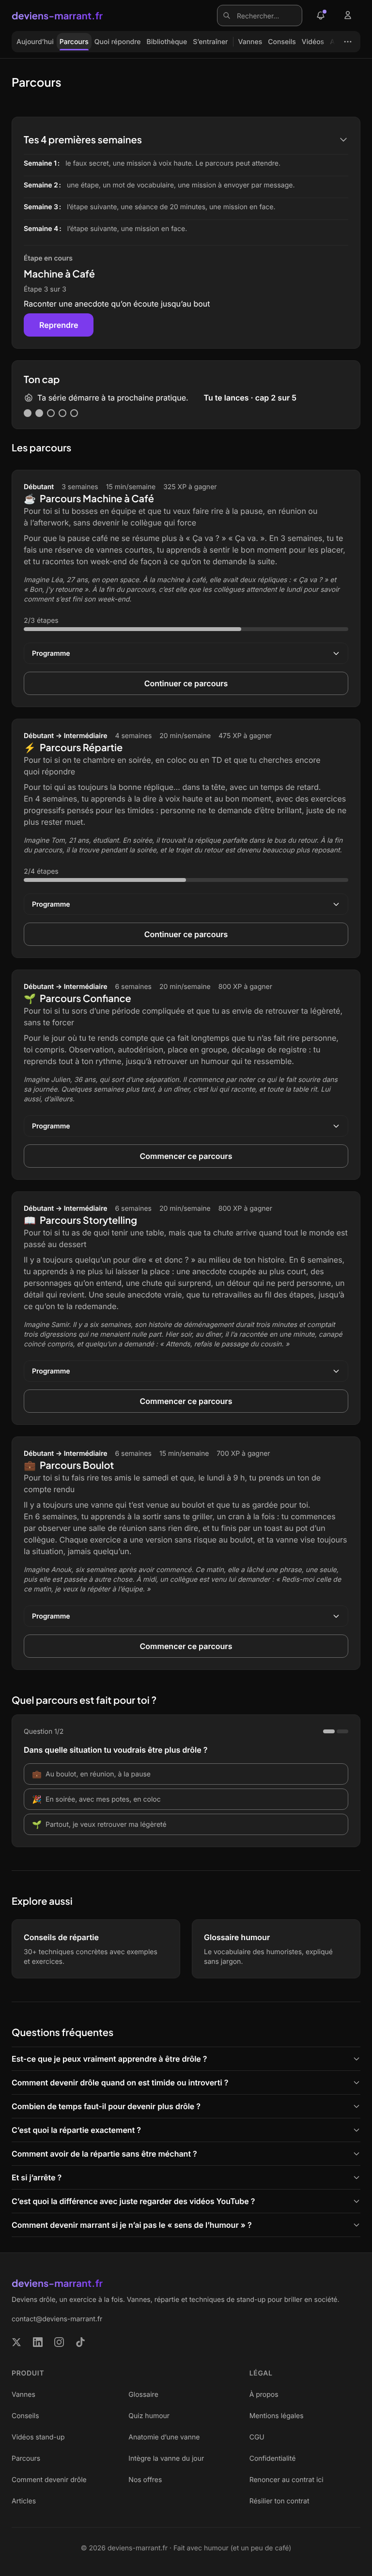 deviens-marrant.fr
Rechercher...
Aujourd'hui Parcours Quoi répondre Bibliothèque S'entraîner Vannes Conseils Vidéos
Parcours
Tes 4 premières semaines
Semaine 1 : le faux secret, une mission à voix haute. Le parcours peut attendre.
Semaine 2 : une étape, un mot de vocabulaire, une mission à envoyer par message.
Semaine 3 : l'étape suivante, une séance de 20 minutes, une mission en face.
Semaine 4 : l'étape suivante, une mission en face.
Étape en cours
Machine à Café
Étape 3 sur 3
Raconter une anecdote qu'on écoute jusqu'au bout
Reprendre
Ton cap
Ta série démarre à ta prochaine pratique. Tu te lances · cap 2 sur 5
Les parcours
Débutant 3 semaines 15 min/semaine 325 XP à gagner
☕ Parcours Machine à Café
Pour toi si tu bosses en équipe et que tu veux faire rire à la pause, en réunion ou
à l'afterwork, sans devenir le collègue qui force
Pour que la pause café ne se résume plus à « Ça va ? » « Ça va. ». En 3 semaines, tu te
fais une réserve de vannes courtes, tu apprends à sentir le bon moment pour les placer,
et tu racontes ton week-end de façon à ce qu'on te demande la suite.
Imagine Léa, 27 ans, en open space. À la machine à café, elle avait deux répliques : « Ça va ? » et
« Bon, j'y retourne ». À la fin du parcours, c'est elle que les collègues attendent le lundi pour savoir
comment s'est fini son week-end.
2/3 étapes
Programme
Continuer ce parcours
Débutant → Intermédiaire 4 semaines 20 min/semaine 475 XP à gagner
⚡ Parcours Répartie
Pour toi si on te chambre en soirée, en coloc ou en TD et que tu cherches encore
quoi répondre
Pour toi qui as toujours la bonne réplique… dans ta tête, avec un temps de retard.
En 4 semaines, tu apprends à la dire à voix haute et au bon moment, avec des exercices
progressifs pensés pour les timides : personne ne te demande d'être brillant, juste de ne
plus rester muet.
Imagine Tom, 21 ans, étudiant. En soirée, il trouvait la réplique parfaite dans le bus du retour. À la fin
du parcours, il la trouve pendant la soirée, et le trajet du retour est devenu beaucoup plus reposant.
2/4 étapes
Programme
Continuer ce parcours
Débutant → Intermédiaire 6 semaines 20 min/semaine 800 XP à gagner
🌱 Parcours Confiance
Pour toi si tu sors d'une période compliquée et que tu as envie de retrouver ta légèreté,
sans te forcer
Pour le jour où tu te rends compte que ça fait longtemps que tu n'as fait rire personne,
toi compris. Observation, autodérision, place en groupe, décalage de registre : tu
reprends tout à ton rythme, jusqu'à retrouver un humour qui te ressemble.
Imagine Julien, 36 ans, qui sort d'une séparation. Il commence par noter ce qui le fait sourire dans
sa journée. Quelques semaines plus tard, à un dîner, c'est lui qui raconte, et toute la table rit. Lui
aussi, d'ailleurs.
Programme
Commencer ce parcours
Débutant → Intermédiaire 6 semaines 20 min/semaine 800 XP à gagner
📖 Parcours Storytelling
Pour toi si tu as de quoi tenir une table, mais que ta chute arrive quand tout le monde est
passé au dessert
Il y a toujours quelqu'un pour dire « et donc ? » au milieu de ton histoire. En 6 semaines,
tu apprends à ne plus lui en laisser la place : une anecdote coupée au plus court, des
personnages qu'on entend, une chute qui surprend, un détour qui ne perd personne, un
détail qui revient. Une seule anecdote vraie, que tu retravailles au fil des étapes, jusqu'à
ce qu'on te la redemande.
Imagine Samir. Il y a six semaines, son histoire de déménagement durait trois minutes et comptait
trois digressions qui ne menaient nulle part. Hier soir, au dîner, il l'a racontée en une minute, canapé
coincé compris, et quelqu'un a demandé : « Attends, refais le passage du cousin. »
Programme
Commencer ce parcours
Débutant → Intermédiaire 6 semaines 15 min/semaine 700 XP à gagner
💼 Parcours Boulot
Pour toi si tu fais rire tes amis le samedi et que, le lundi à 9 h, tu prends un ton de
compte rendu
Il y a toujours une vanne qui t'est venue au boulot et que tu as gardée pour toi.
En 6 semaines, tu apprends à la sortir sans te griller, un cran à la fois : tu commences
par observer une salle de réunion sans rien dire, et tu finis par un toast au pot d'un
collègue. Chaque exercice a une version sans risque au boulot, et ta vanne vise toujours
la situation, jamais quelqu'un.
Imagine Anouk, six semaines après avoir commencé. Ce matin, elle a lâché une phrase, une seule,
puis elle est passée à autre chose. À midi, un collègue est venu lui demander : « Redis-moi celle de
ce matin, je veux la répéter à l'équipe. »
Programme
Commencer ce parcours
Quel parcours est fait pour toi ?
Question 1/2
Dans quelle situation tu voudrais être plus drôle ?
💼 Au boulot, en réunion, à la pause
🎉 En soirée, avec mes potes, en coloc
🌱 Partout, je veux retrouver ma légèreté
Explore aussi
Conseils de répartie
30+ techniques concrètes avec exemples
et exercices.
Glossaire humour
Le vocabulaire des humoristes, expliqué
sans jargon.
Questions fréquentes
Est-ce que je peux vraiment apprendre à être drôle ?
Comment devenir drôle quand on est timide ou introverti ?
Combien de temps faut-il pour devenir plus drôle ?
C'est quoi la répartie exactement ?
Comment avoir de la répartie sans être méchant ?
Et si j'arrête ?
C'est quoi la différence avec juste regarder des vidéos YouTube ?
Comment devenir marrant si je n'ai pas le « sens de l'humour » ?
deviens-marrant.fr
Deviens drôle, un exercice à la fois. Vannes, répartie et techniques de stand-up pour briller en société.
contact@deviens-marrant.fr
PRODUIT
Vannes
Conseils
Vidéos stand-up
Parcours
Comment devenir drôle
Articles
Glossaire
Quiz humour
Anatomie d'une vanne
Intègre la vanne du jour
Nos offres
LÉGAL
À propos
Mentions légales
CGU
Confidentialité
Renoncer au contrat ici
Résilier ton contrat
© 2026 deviens-marrant.fr · Fait avec humour (et un peu de café)